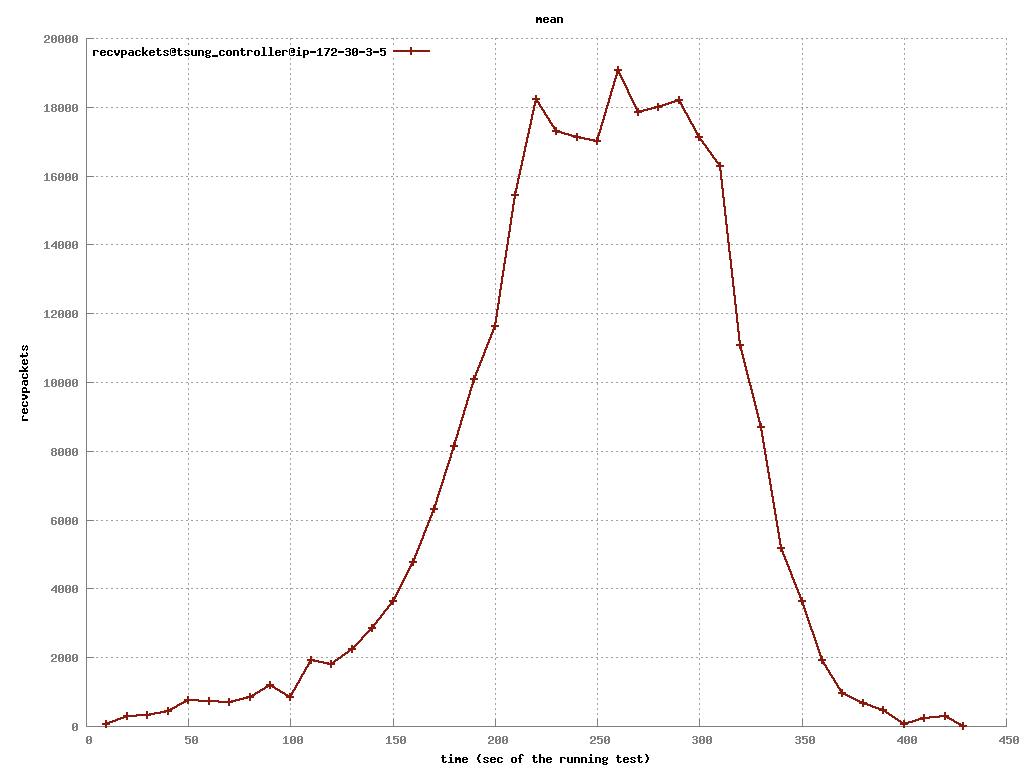 mean
recvpackets@tsung_controller@ip-172-30-3-5
20000
18000
16000
14000
12000
10000
8000
6000
4000
2000
0
recvpackets
0 50 100 150 200 250 300 350 400 450
time (sec of the running test)